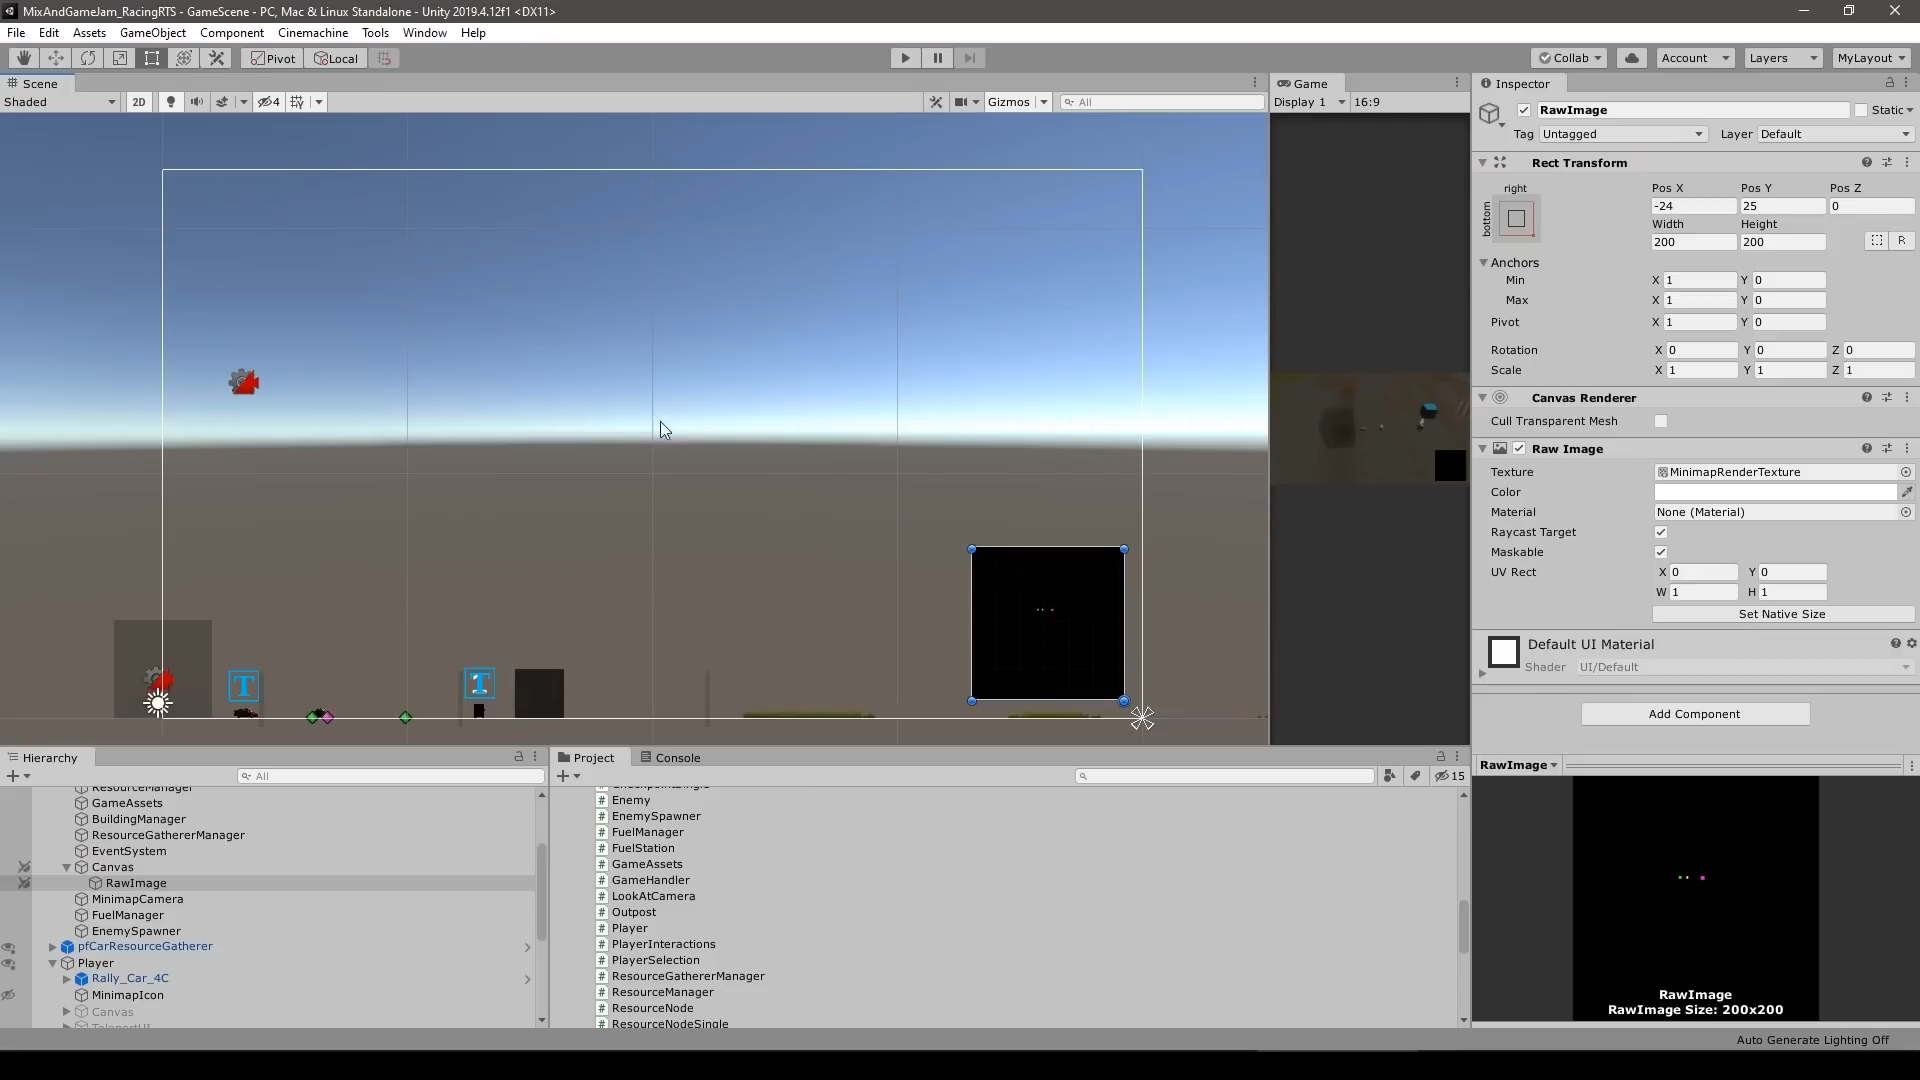 MixAndGameJam_RacingRTS - GameScene - PC, Mac & Linux Standalone - Unity 2019.4.12f1 <DX11>
File Edit Assets GameObject Component Cinemachine Tools Window Help
Pivot Local Collab Account Layers MyLayout
Scene Game Inspector
Shaded 2D 4 Gizmos All Display 1 16:9
RawImage Static
Tag Untagged Layer Default
Rect Transform
right
bottom
Pos X Pos Y Pos Z
-24 25 0
Width Height
200 200 R
Anchors
Min X 1 Y 0
Max X 1 Y 0
Pivot X 1 Y 0
Rotation X 0 Y 0 Z 0
Scale X 1 Y 1 Z 1
Canvas Renderer
Cull Transparent Mesh
Raw Image
Texture MinimapRenderTexture
Color
Material None (Material)
Raycast Target
Maskable
UV Rect X 0 Y 0
W 1 H 1
Set Native Size
Default UI Material
Shader UI/Default
Add Component
RawImage
RawImage
RawImage Size: 200x200
T T
Hierarchy
All
ResourceManager
GameAssets
BuildingManager
ResourceGathererManager
EventSystem
Canvas
RawImage
MinimapCamera
FuelManager
EnemySpawner
pfCarResourceGatherer
Player
Rally_Car_4C
MinimapIcon
Canvas
TeleportUI
Project Console
15
Enemy
EnemySpawner
FuelManager
FuelStation
GameAssets
GameHandler
LookAtCamera
Outpost
Player
PlayerInteractions
PlayerSelection
ResourceGathererManager
ResourceManager
ResourceNode
ResourceNodeSingle
Auto Generate Lighting Off